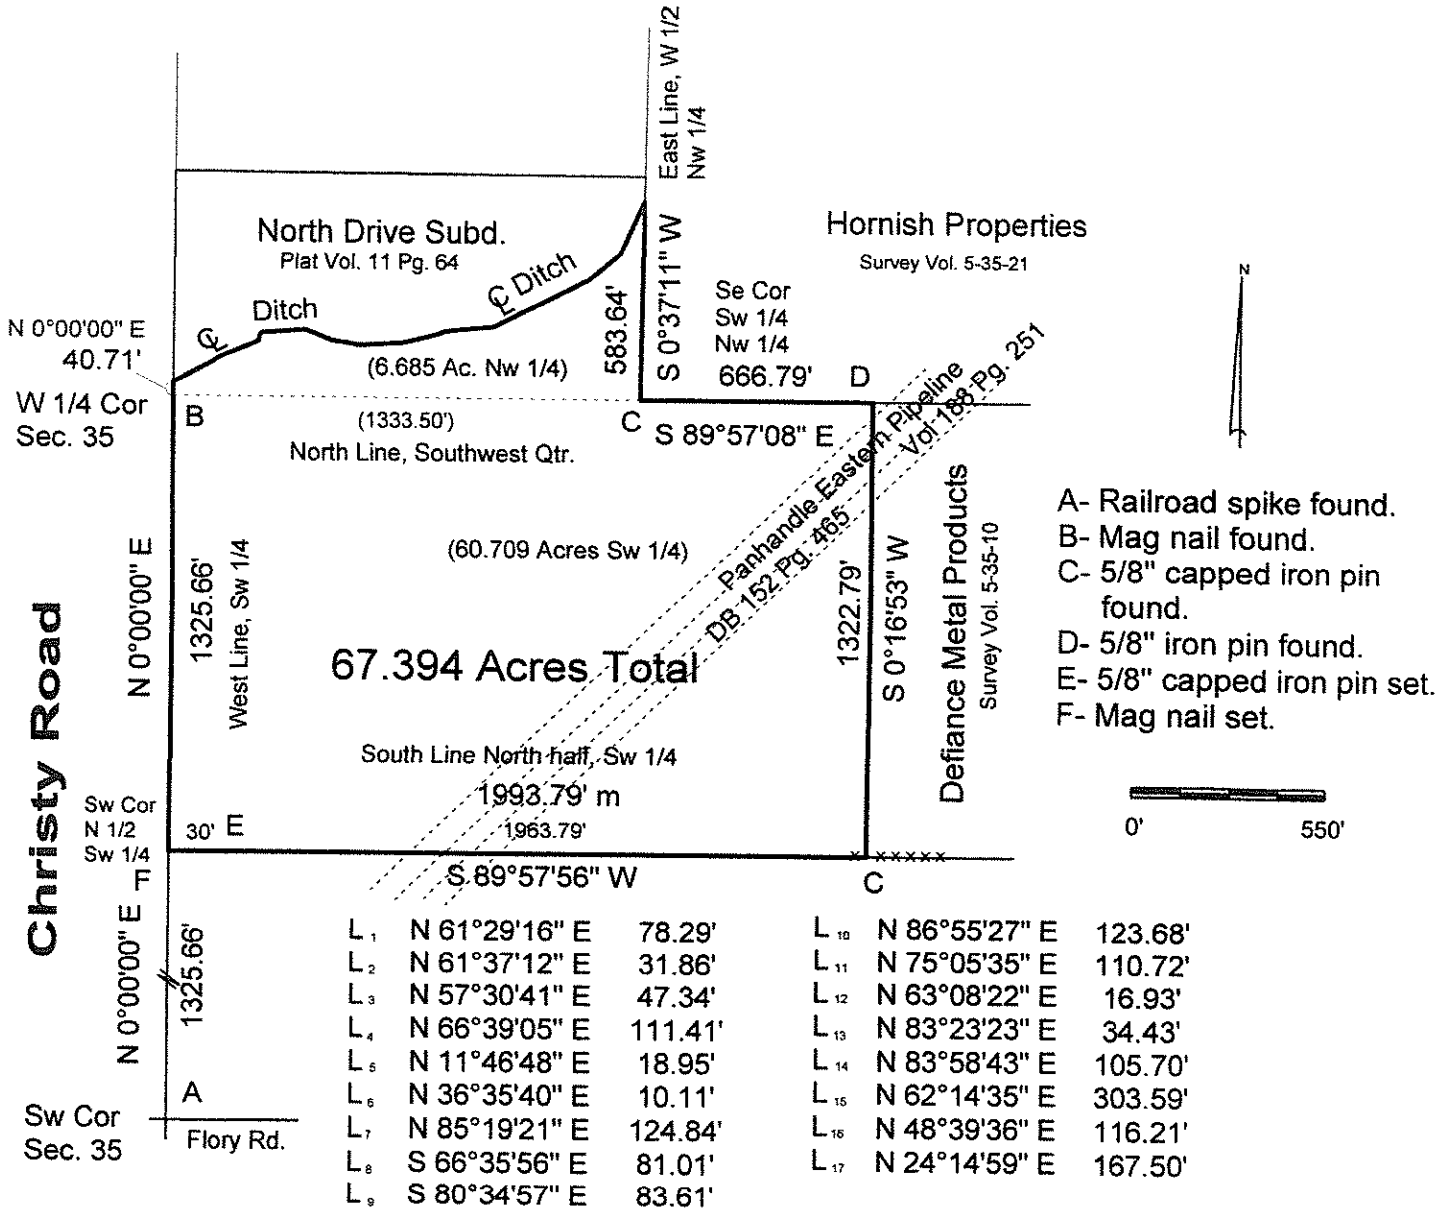 East Line, W 1/2
Nw 1/4
North Drive Subd.
Plat Vol. 11 Pg. 64
Hornish Properties
Survey Vol. 5-35-21
N
℄ Ditch
℄ Ditch
N 0°00'00" E
40.71'
W 1/4 Cor
Sec. 35
B
(6.685 Ac. Nw 1/4)
583.64'
S 0°37'11" W
Se Cor
Sw 1/4
Nw 1/4
666.79'
D
C
S 89°57'08" E
(1333.50')
North Line, Southwest Qtr.
Panhandle Eastern Pipeline
Vol 188 Pg. 251
DB 152 Pg. 465
(60.709 Acres Sw 1/4)
67.394 Acres Total
N 0°00'00" E
1325.66'
West Line, Sw 1/4
1322.79'
S 0°16'53" W
Defiance Metal Products
Survey Vol. 5-35-10
A- Railroad spike found.
B- Mag nail found.
C- 5/8" capped iron pin
found.
D- 5/8" iron pin found.
E- 5/8" capped iron pin set.
F- Mag nail set.
0' 550'
Christy Road
South Line North half, Sw 1/4
1993.79' m
1963.79'
Sw Cor
N 1/2
Sw 1/4
F
30' E
S 89°57'56" W
x x x x x x
C
N 0°00'00" E
1325.66'
A
Sw Cor
Sec. 35
Flory Rd.
L1 N 61°29'16" E 78.29'
L2 N 61°37'12" E 31.86'
L3 N 57°30'41" E 47.34'
L4 N 66°39'05" E 111.41'
L5 N 11°46'48" E 18.95'
L6 N 36°35'40" E 10.11'
L7 N 85°19'21" E 124.84'
L8 S 66°35'56" E 81.01'
L9 S 80°34'57" E 83.61'
L10 N 86°55'27" E 123.68'
L11 N 75°05'35" E 110.72'
L12 N 63°08'22" E 16.93'
L13 N 83°23'23" E 34.43'
L14 N 83°58'43" E 105.70'
L15 N 62°14'35" E 303.59'
L16 N 48°39'36" E 116.21'
L17 N 24°14'59" E 167.50'